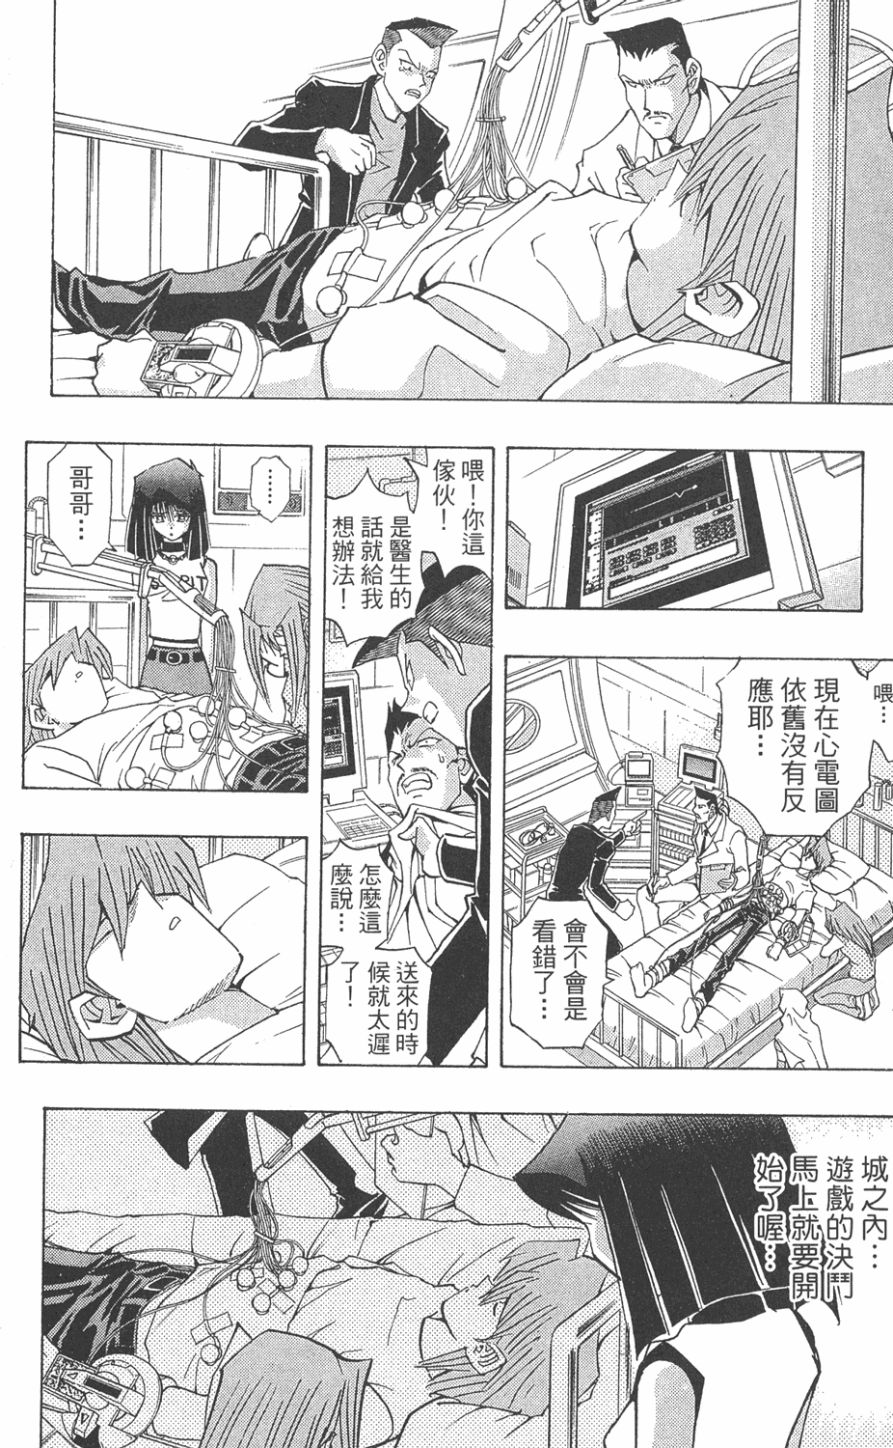 喂…
現在心電圖
依舊沒有反
應耶…
會不會是
看錯了…
喂！你這
傢伙！
是醫生的
話就給我
想辦法！
怎麼這
麼說…
送來的時
候就太遲
了！
……
哥哥…
城之內…
遊戲的決鬥
馬上就要開
始了喔…